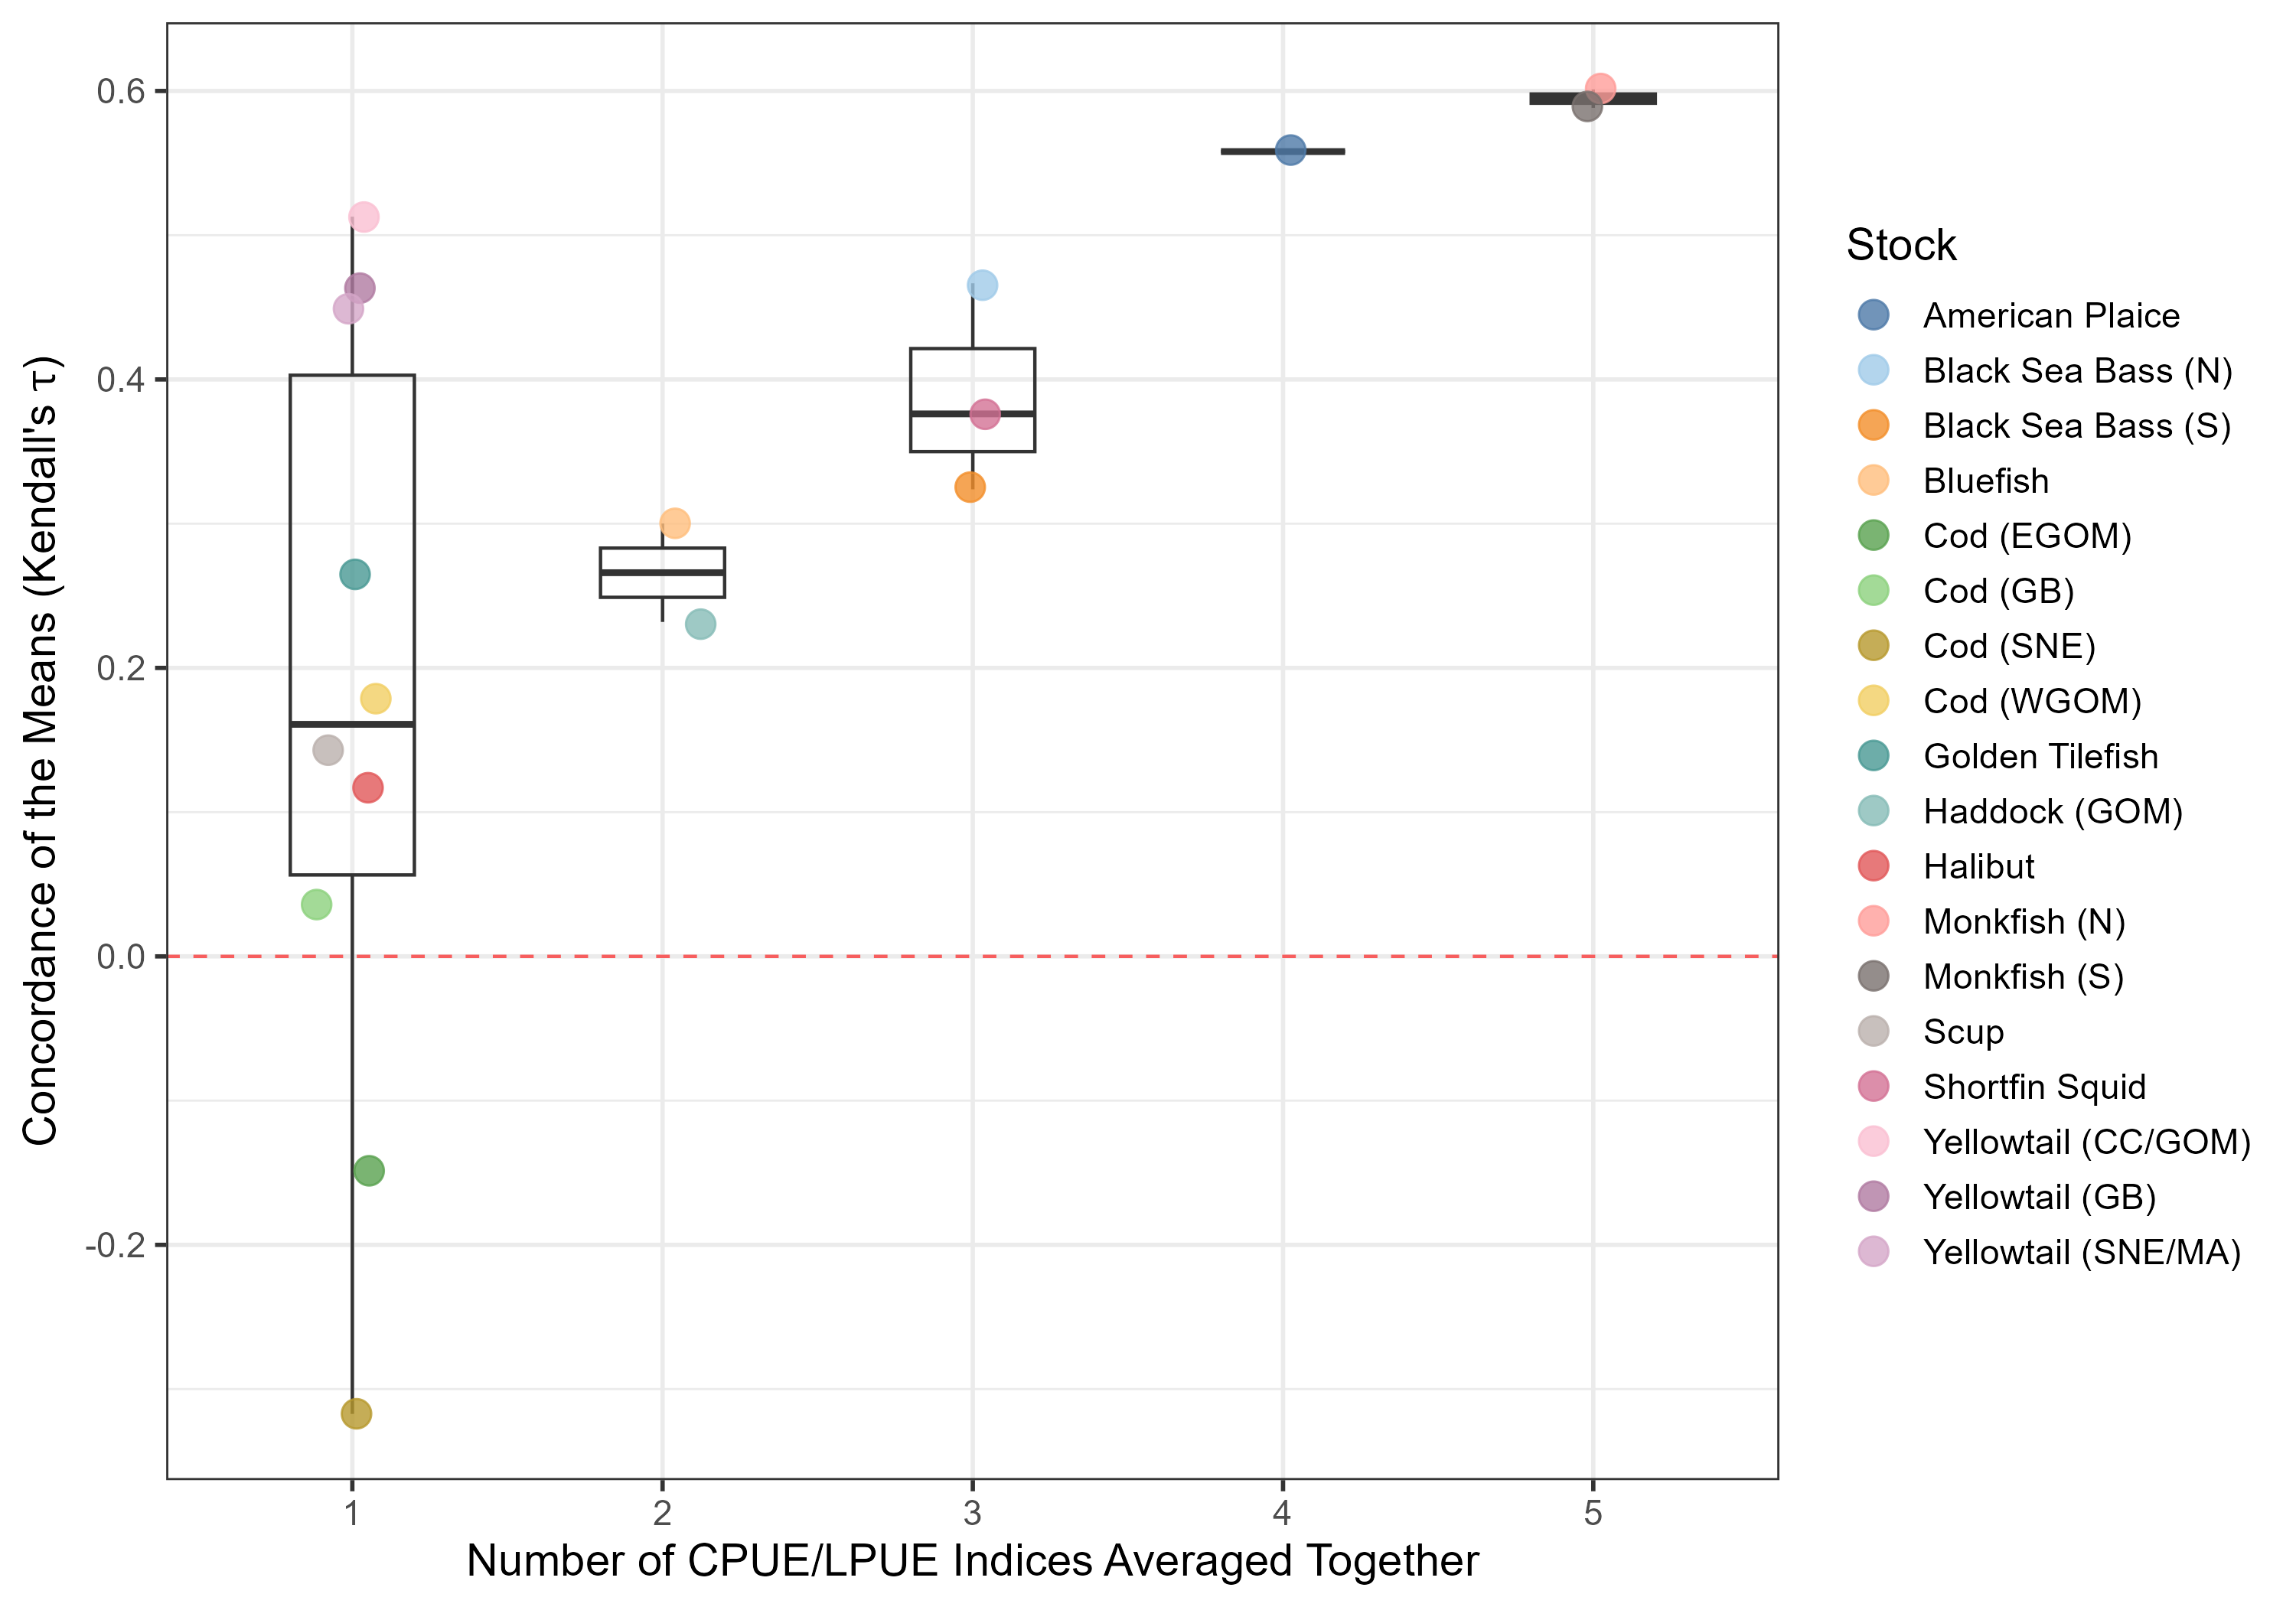 Concordance of the Means (Kendall's τ)
0.6
0.4
0.2
0.0
-0.2
1 2 3 4 5
Number of CPUE/LPUE Indices Averaged Together
Stock
American Plaice
Black Sea Bass (N)
Black Sea Bass (S)
Bluefish
Cod (EGOM)
Cod (GB)
Cod (SNE)
Cod (WGOM)
Golden Tilefish
Haddock (GOM)
Halibut
Monkfish (N)
Monkfish (S)
Scup
Shortfin Squid
Yellowtail (CC/GOM)
Yellowtail (GB)
Yellowtail (SNE/MA)